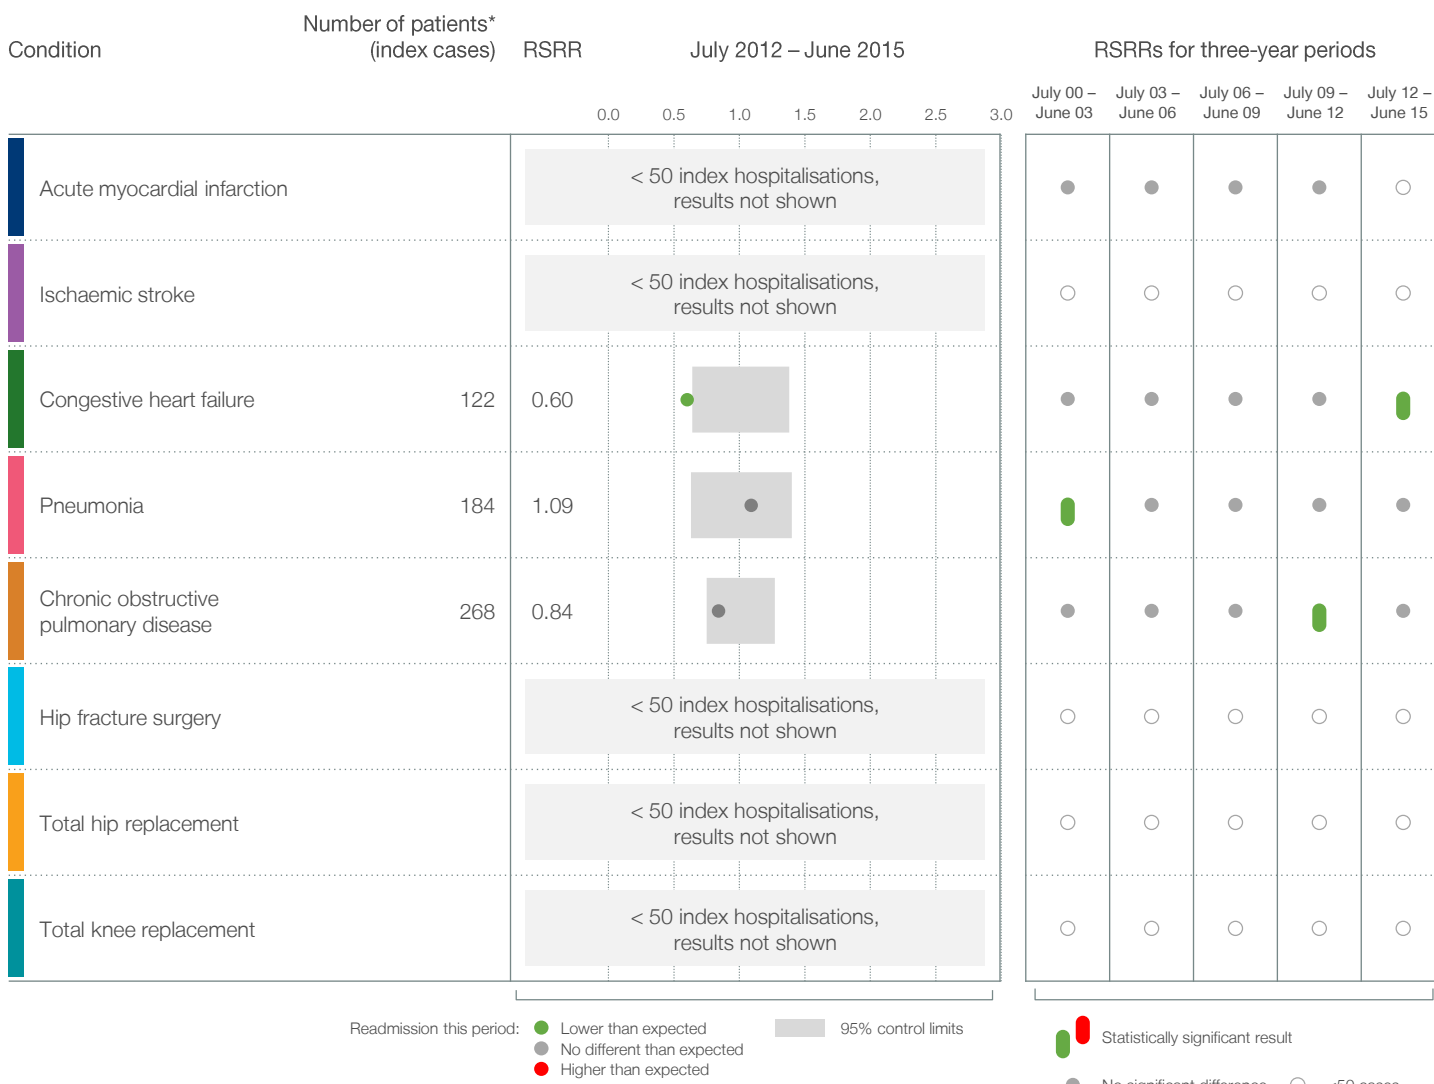 Condition
Number of patients*
(index cases)
RSRR
July 2012 – June 2015
RSRRs for three-year periods
0.0 0.5 1.0 1.5 2.0 2.5 3.0
July 00 –
June 03
July 03 –
June 06
July 06 –
June 09
July 09 –
June 12
July 12 –
June 15
Acute myocardial infarction
< 50 index hospitalisations,
results not shown
Ischaemic stroke
< 50 index hospitalisations,
results not shown
Congestive heart failure 122 0.60
Pneumonia 184 1.09
Chronic obstructive
pulmonary disease
268 0.84
Hip fracture surgery
< 50 index hospitalisations,
results not shown
Total hip replacement
< 50 index hospitalisations,
results not shown
Total knee replacement
< 50 index hospitalisations,
results not shown
Readmission this period: Lower than expected
No different than expected
Higher than expected
95% control limits
Statistically significant result
No significant difference
<50 cases